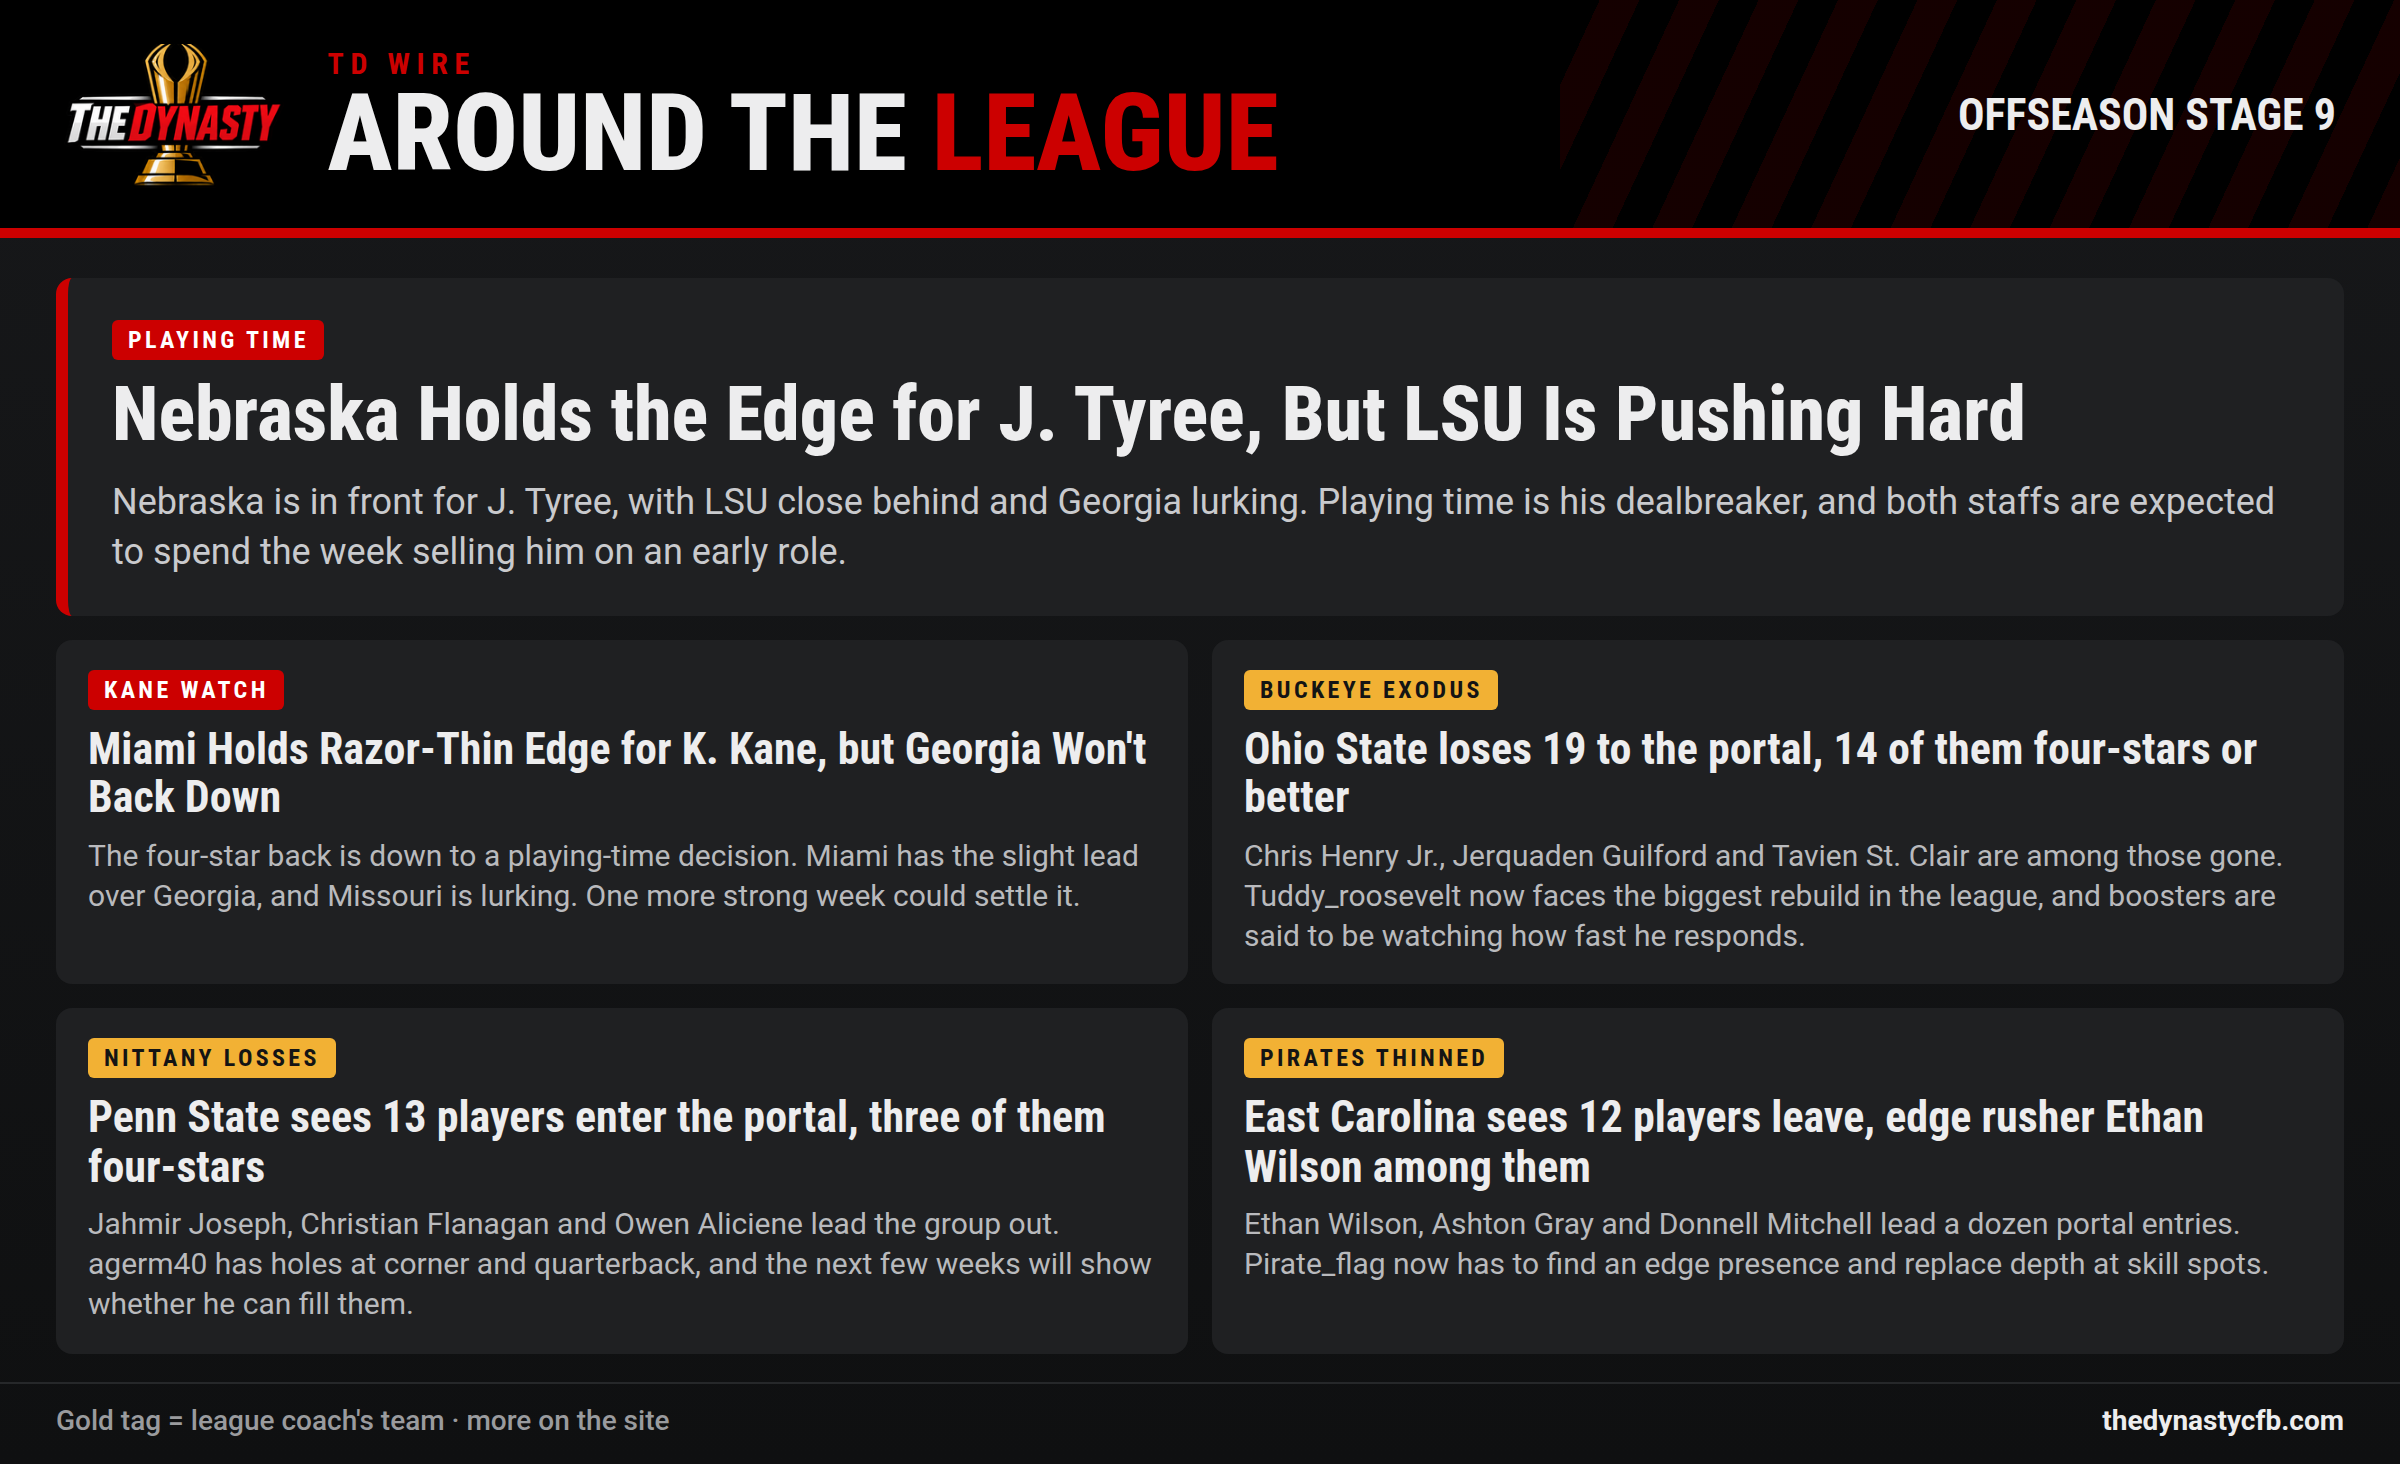 THE DYNASTY
TD WIRE
AROUND THE LEAGUE
OFFSEASON STAGE 9
PLAYING TIME
Nebraska Holds the Edge for J. Tyree, But LSU Is Pushing Hard
Nebraska is in front for J. Tyree, with LSU close behind and Georgia lurking. Playing time is his dealbreaker, and both staffs are expected
to spend the week selling him on an early role.
KANE WATCH
Miami Holds Razor-Thin Edge for K. Kane, but Georgia Won't
Back Down
The four-star back is down to a playing-time decision. Miami has the slight lead
over Georgia, and Missouri is lurking. One more strong week could settle it.
BUCKEYE EXODUS
Ohio State loses 19 to the portal, 14 of them four-stars or
better
Chris Henry Jr., Jerquaden Guilford and Tavien St. Clair are among those gone.
Tuddy_roosevelt now faces the biggest rebuild in the league, and boosters are
said to be watching how fast he responds.
NITTANY LOSSES
Penn State sees 13 players enter the portal, three of them
four-stars
Jahmir Joseph, Christian Flanagan and Owen Aliciene lead the group out.
agerm40 has holes at corner and quarterback, and the next few weeks will show
whether he can fill them.
PIRATES THINNED
East Carolina sees 12 players leave, edge rusher Ethan
Wilson among them
Ethan Wilson, Ashton Gray and Donnell Mitchell lead a dozen portal entries.
Pirate_flag now has to find an edge presence and replace depth at skill spots.
Gold tag = league coach's team · more on the site
thedynastycfb.com